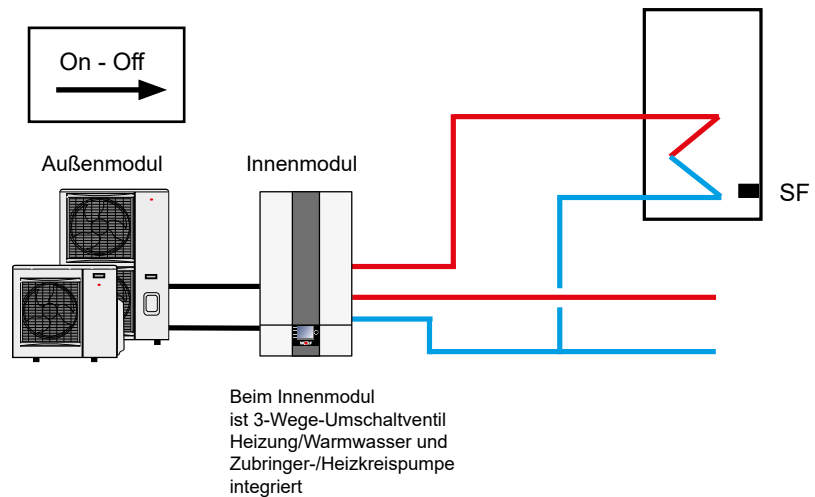 On - Off
Außenmodul
Innenmodul
SF
Beim Innenmodul
ist 3-Wege-Umschaltventil
Heizung/Warmwasser und
Zubringer-/Heizkreispumpe
integriert